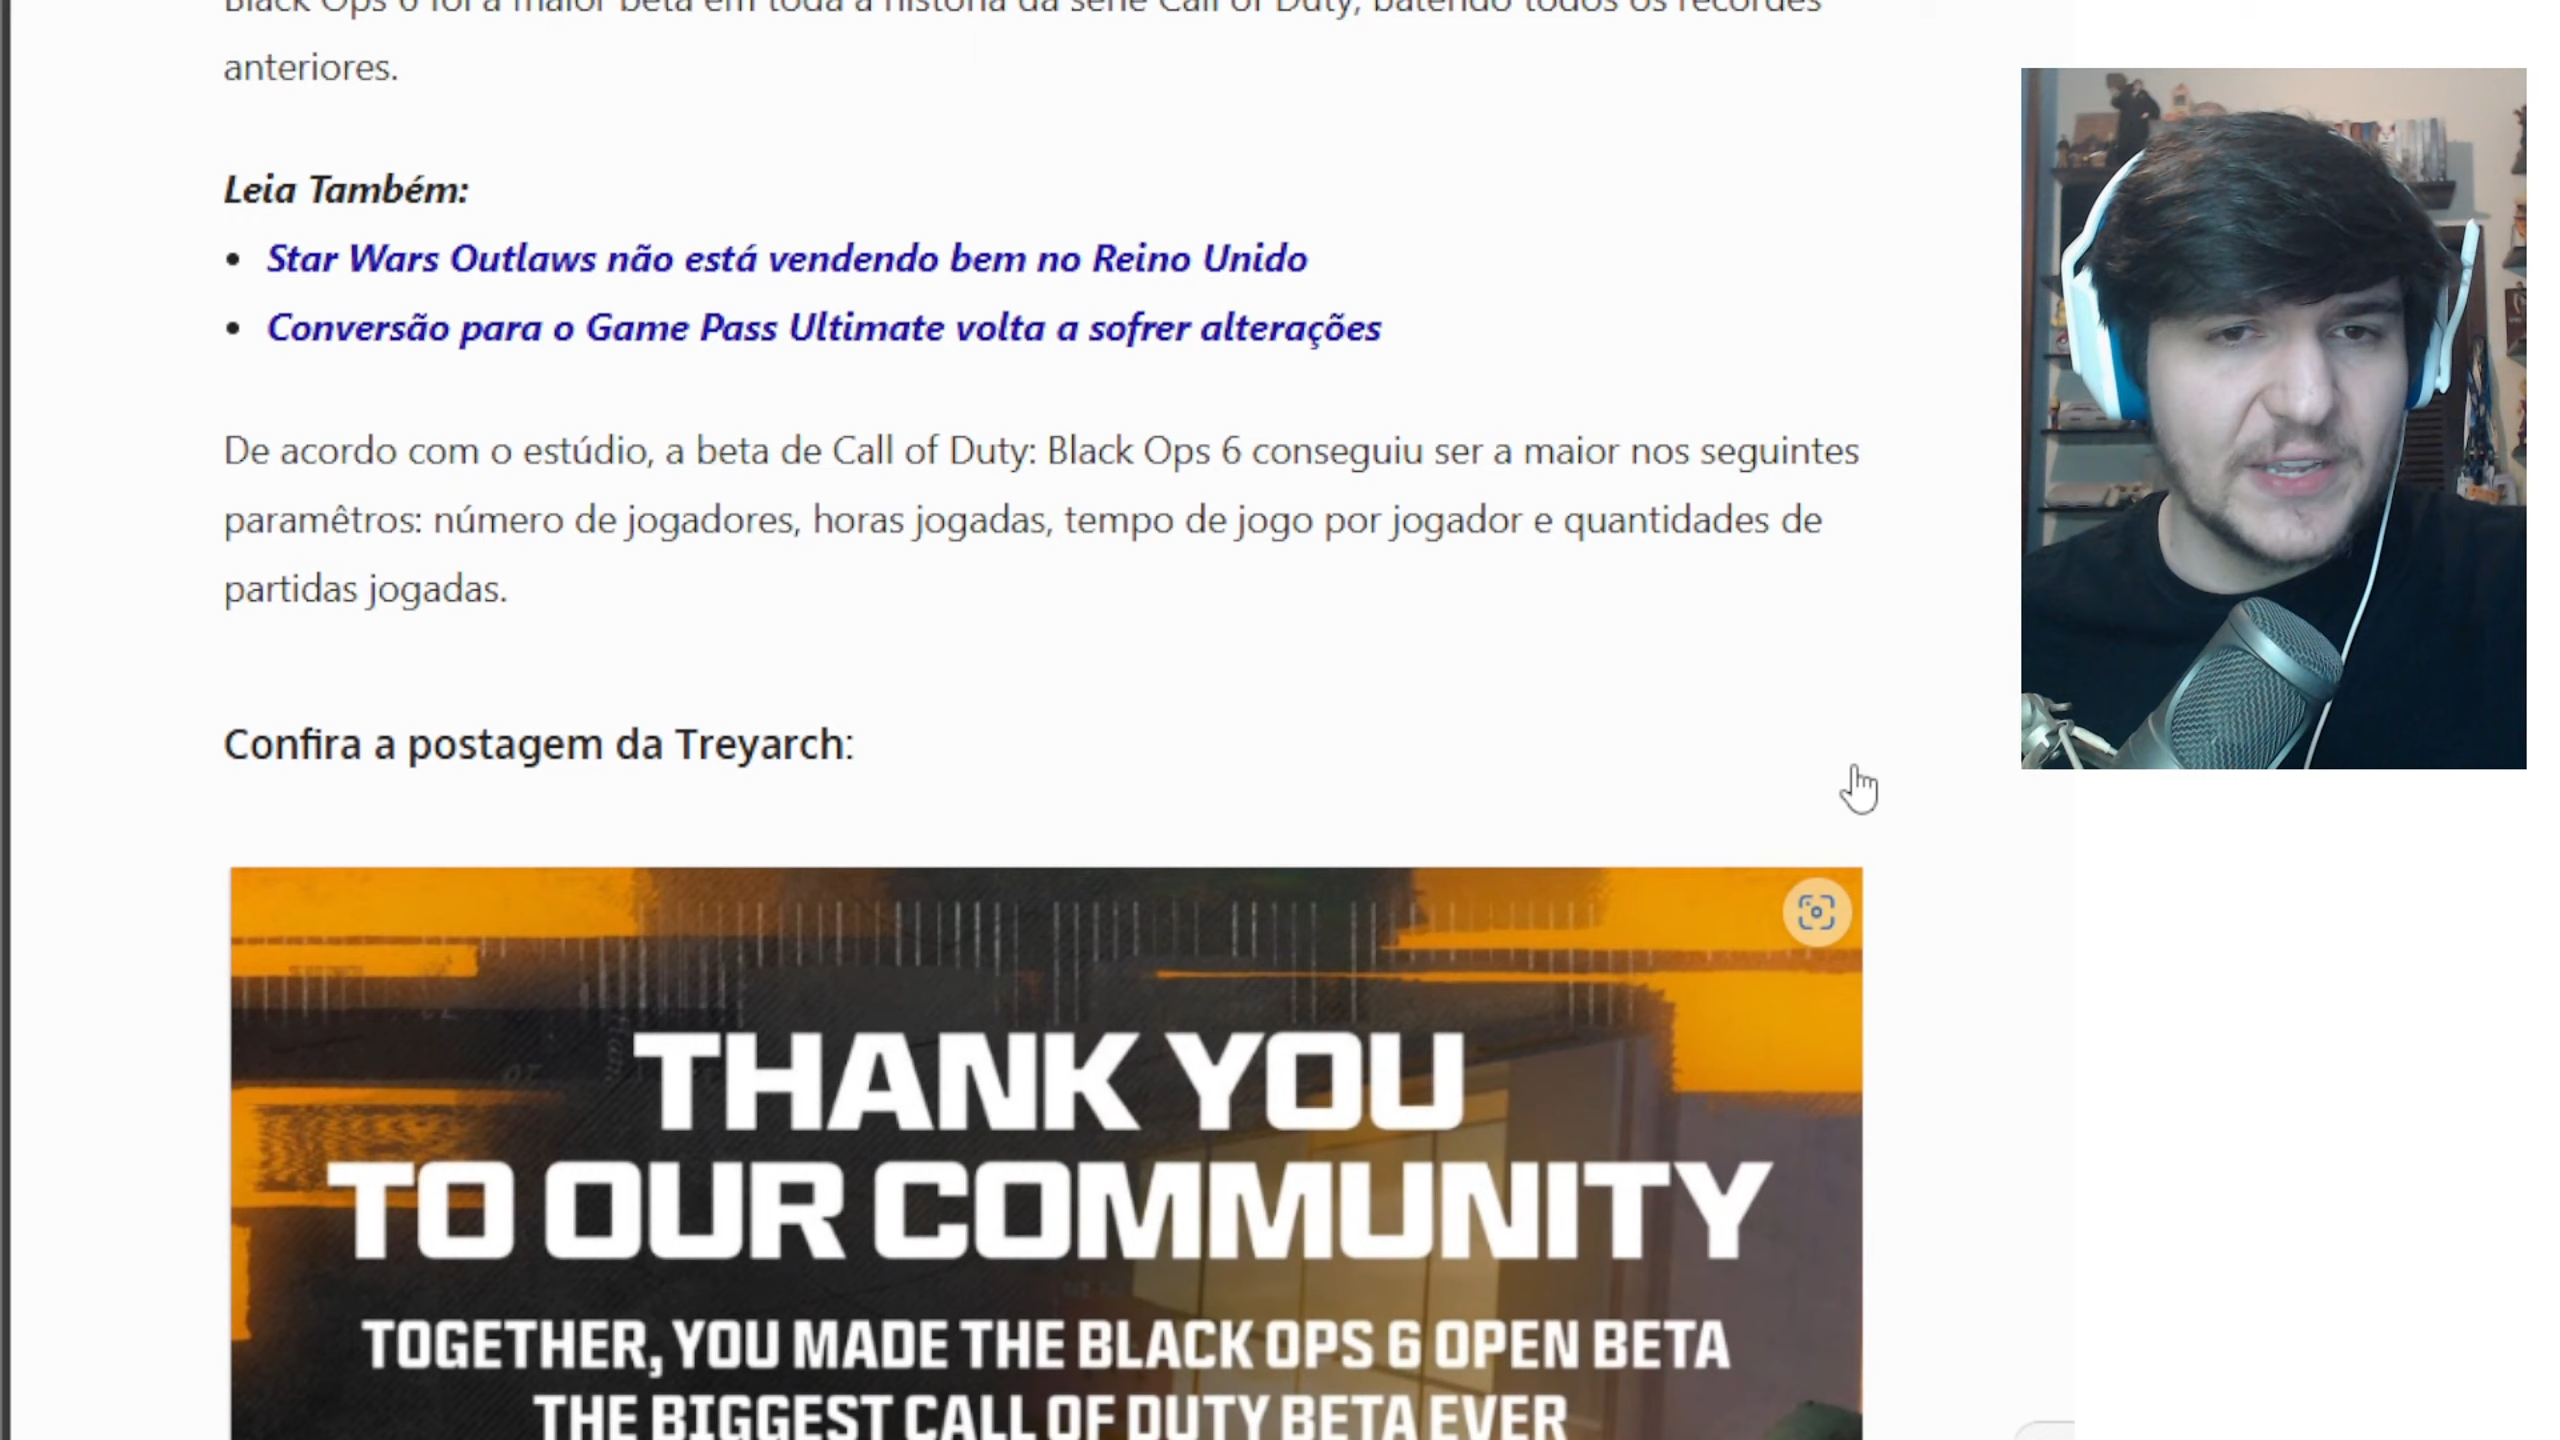 Black Ops 6 foi a maior beta em toda a história da série Call of Duty, batendo todos os recordes
anteriores.
Leia Também:
• Star Wars Outlaws não está vendendo bem no Reino Unido
• Conversão para o Game Pass Ultimate volta a sofrer alterações
De acordo com o estúdio, a beta de Call of Duty: Black Ops 6 conseguiu ser a maior nos seguintes
paramêtros: número de jogadores, horas jogadas, tempo de jogo por jogador e quantidades de
partidas jogadas.
Confira a postagem da Treyarch:
THANK YOU
TO OUR COMMUNITY
TOGETHER, YOU MADE THE BLACK OPS 6 OPEN BETA
THE BIGGEST CALL OF DUTY BETA EVER